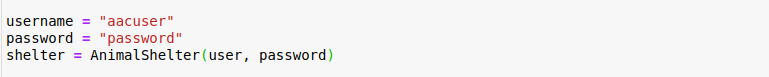 username = "aacuser"
password = "password"
shelter = AnimalShelter(user, password)